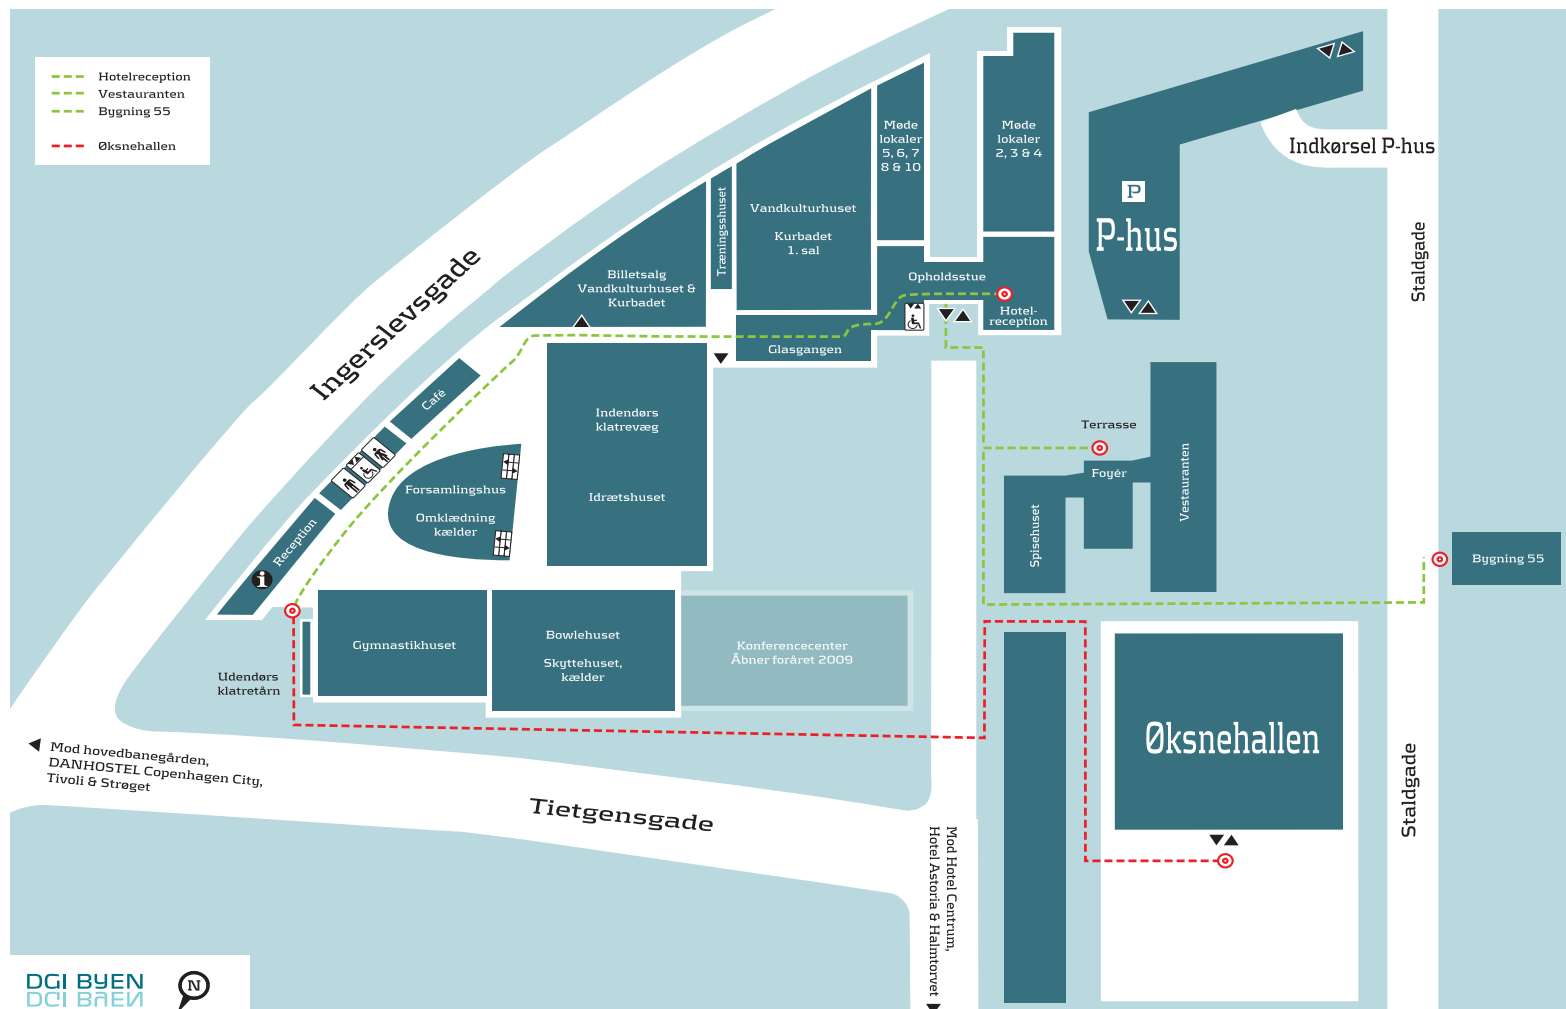 Hotelreception
Vestauranten
Bygning 55
Øksnehallen
Ingerslevsgade
Møde
lokaler
5, 6, 7
8 & 10
Møde
lokaler
2, 3 & 4
Indkørsel P-hus
P
P-hus
Staldgade
Træningsshuset
Vandkulturhuset
Kurbadet
1. sal
Billetsalg
Vandkulturhuset &
Kurbadet
Opholdsstue
Hotel-
reception
Glasgangen
Café
Indendørs
klatrevæg
Idrætshuset
Forsamlingshus
Omklædning
kælder
Reception
i
Terrasse
Foyér
Vestauranten
Spisehuset
Bygning 55
Gymnastikhuset
Bowlehuset
Skyttehuset,
kælder
Konferencecenter
Åbner foråret 2009
Udendørs
klatretårn
Øksnehallen
Staldgade
Mod hovedbanegården,
DANHOSTEL Copenhagen City,
Tivoli & Strøget
Tietgensgade
Mod Hotel Centrum,
Hotel Astoria & Halmtorvet
DGI BYEN
N